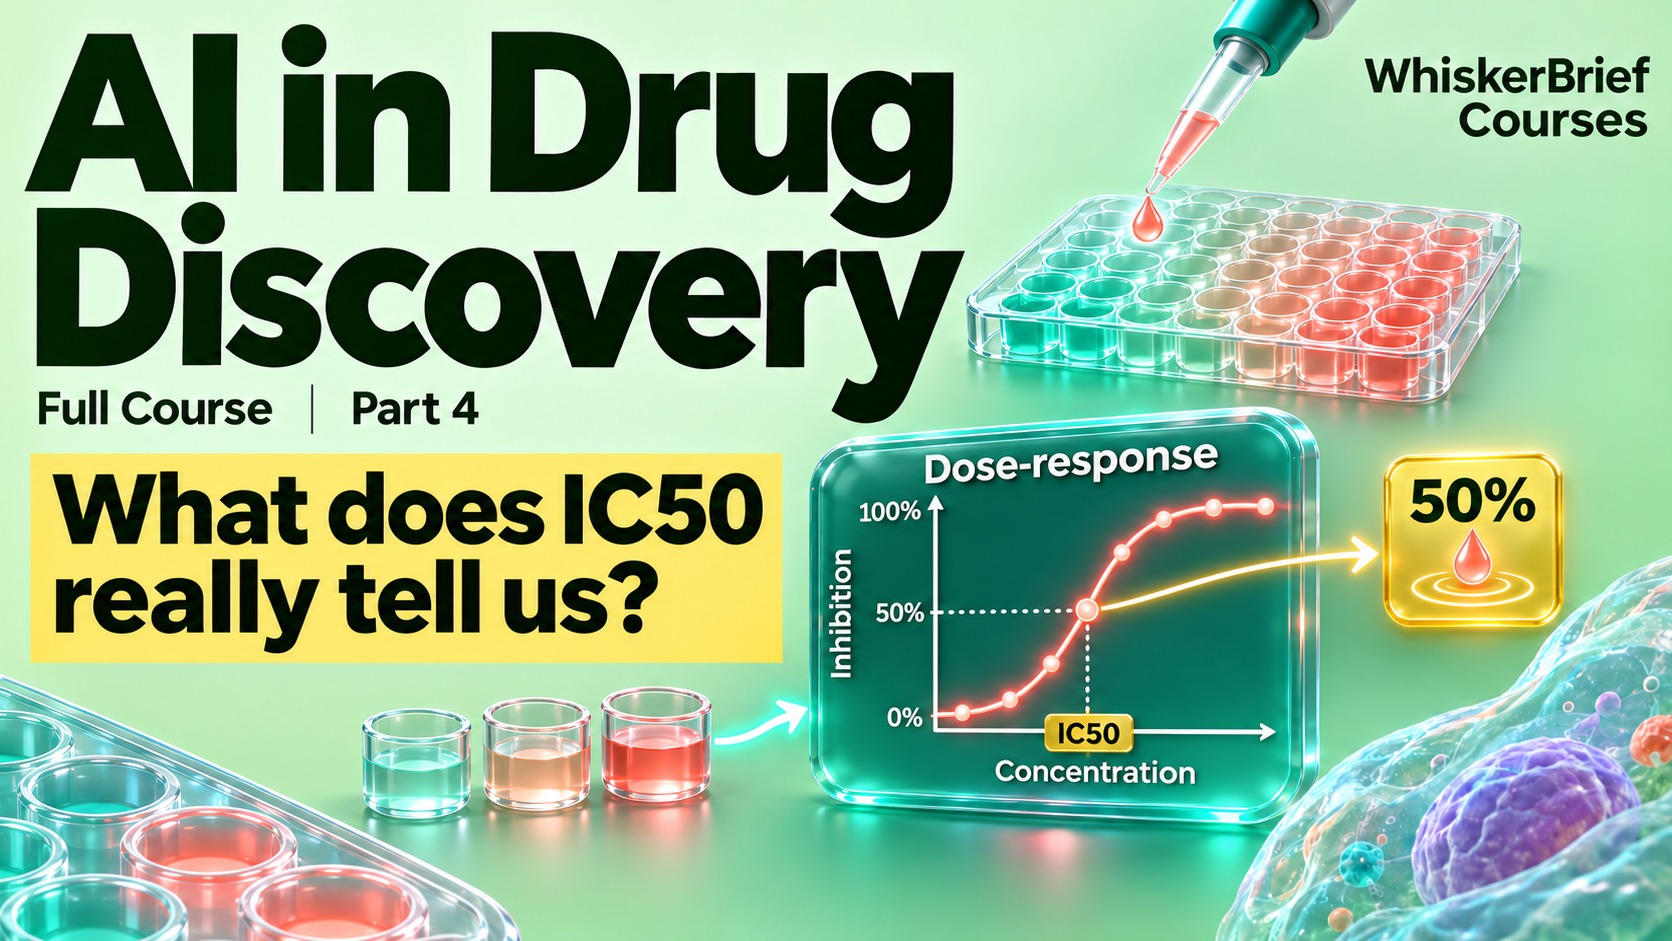 AI in Drug
Discovery
Full Course | Part 4
What does IC50
really tell us?
WhiskerBrief
Courses
Dose-response
100%
50%
0%
Inhibition
IC50
Concentration
50%